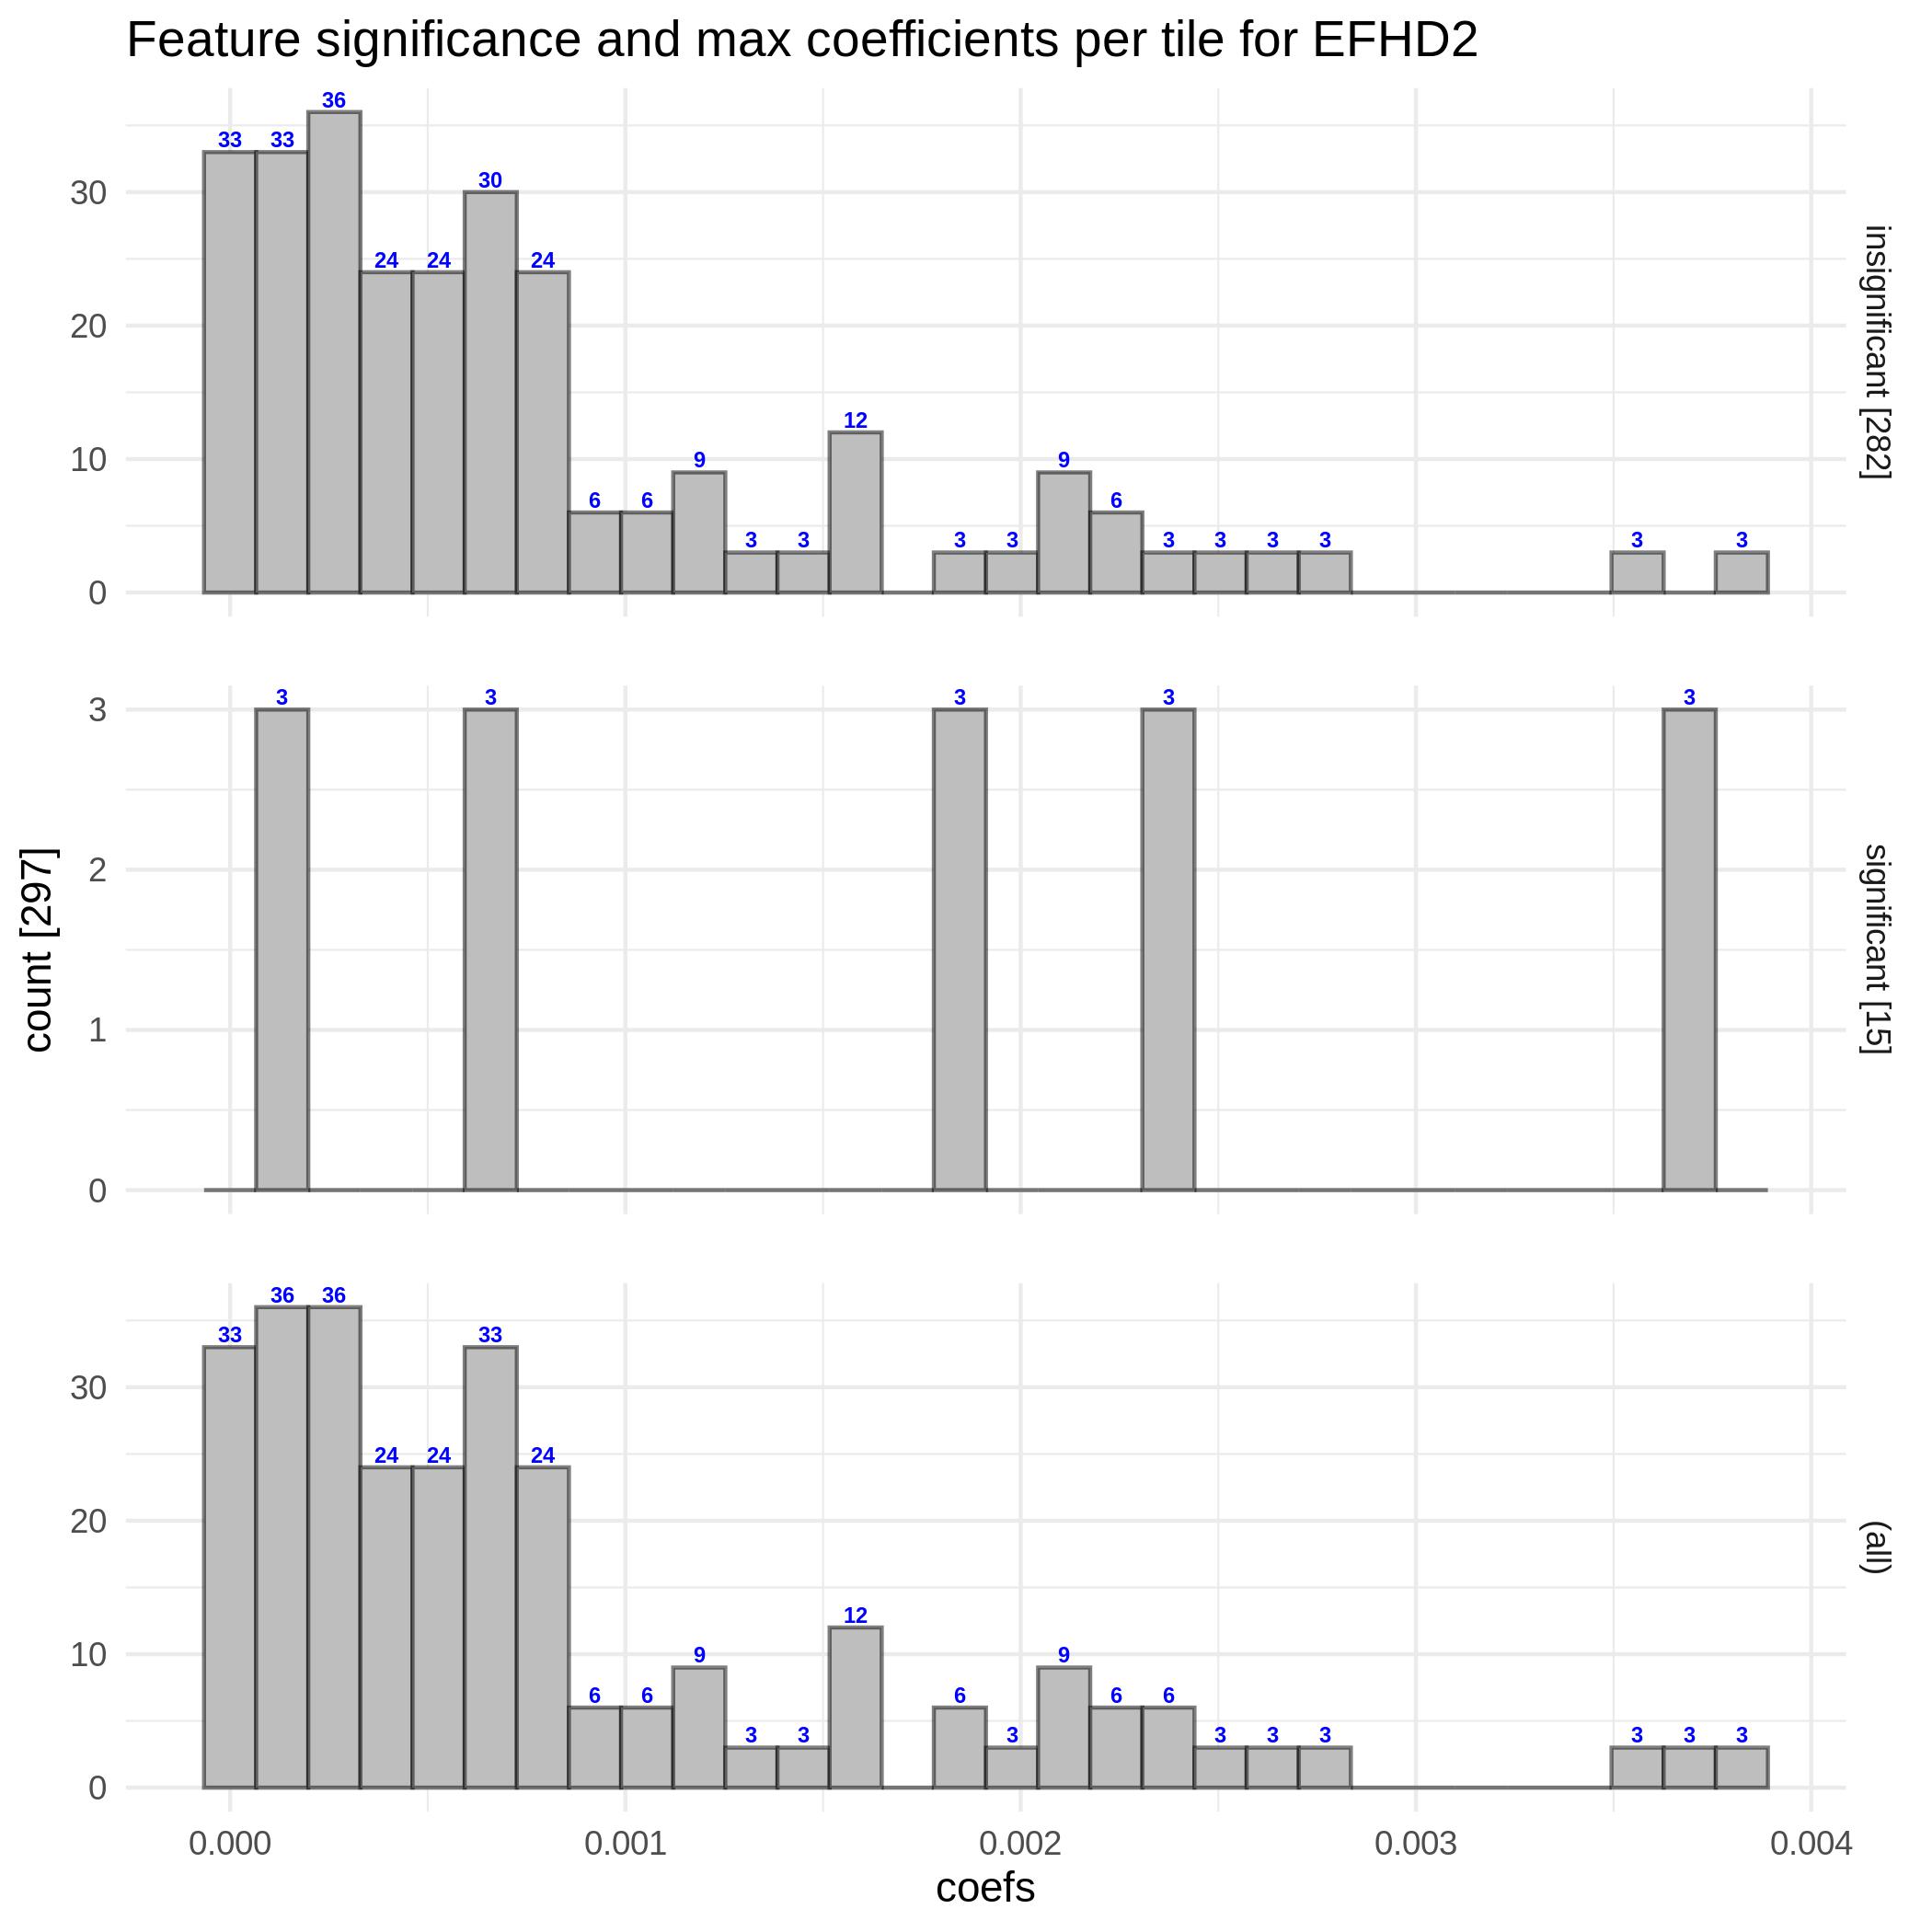 Feature significance and max coefficients per tile for EFHD2
33 33 36 24 24 30 24 6 6 9 3 3 12 3 3 9 6 3 3 3 3 3 3
30
20
10
0
insignificant [282]
3 3 3 3 3
3
2
1
0
significant [15]
count [297]
33 36 36 24 24 33 24 6 6 9 3 3 12 6 3 9 6 6 3 3 3 3 3 3
30
20
10
0
(all)
0.000 0.001 0.002 0.003 0.004
coefs